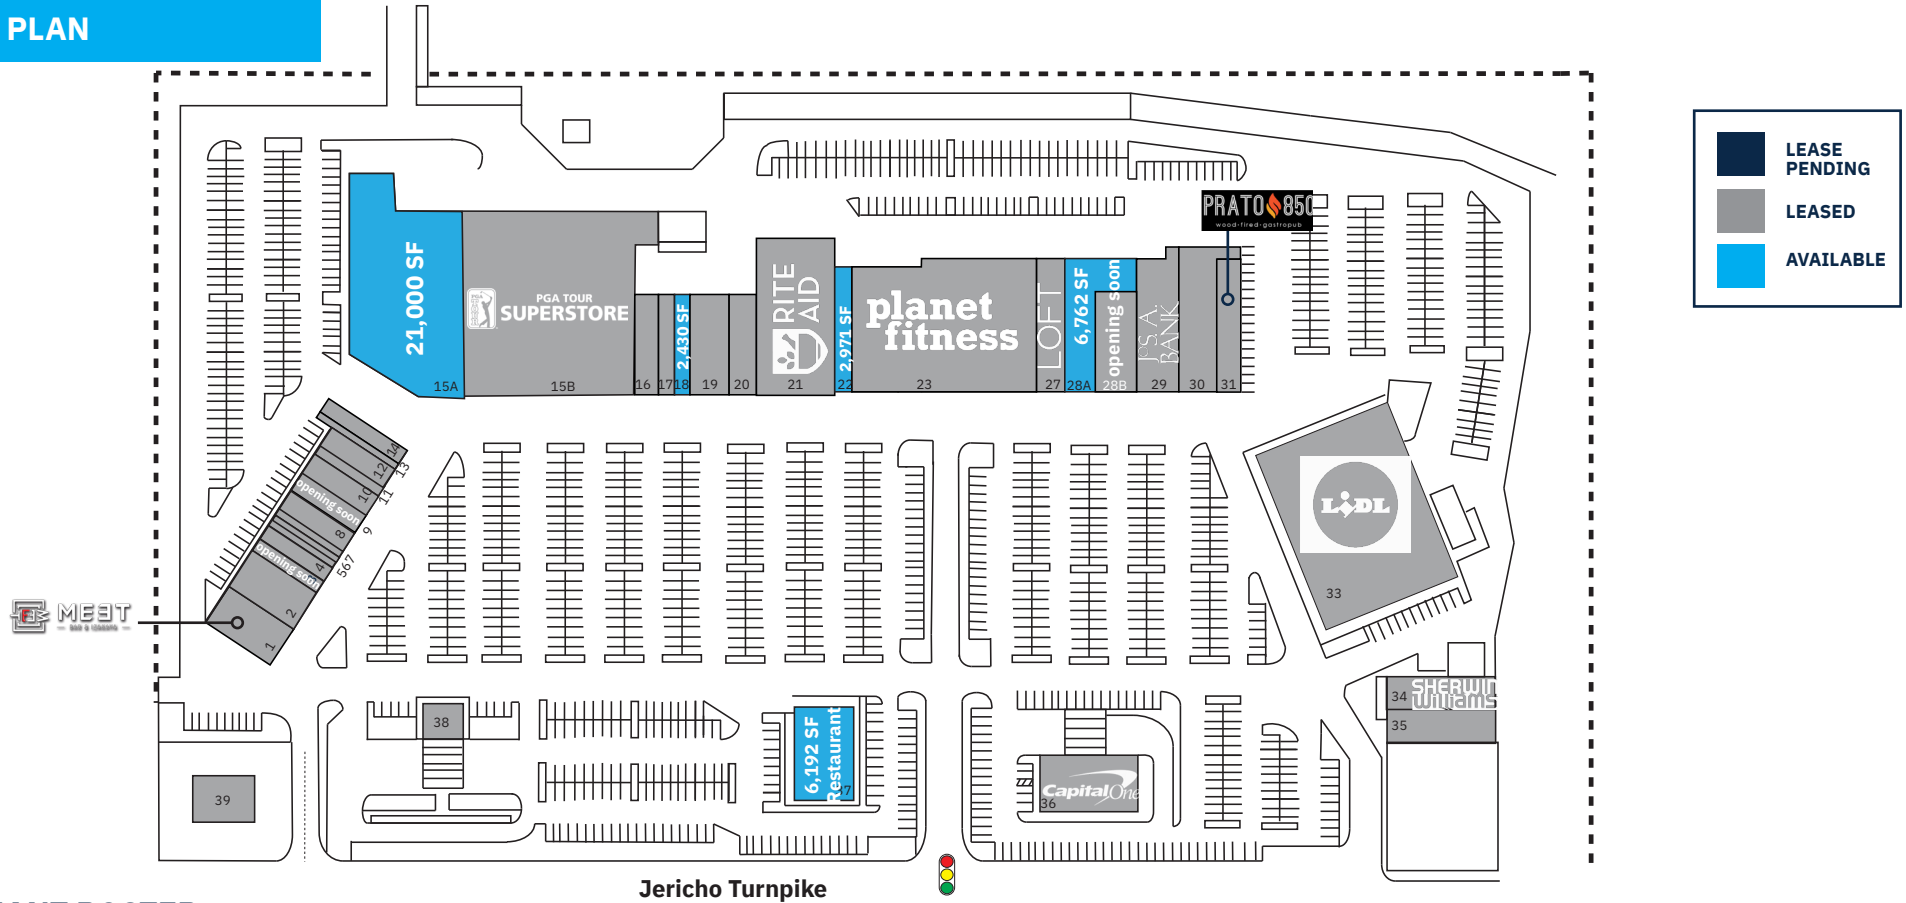 PLAN
LEASE
PENDING
LEASED
AVAILABLE
PRATO 850
wood-fired-gastropub
21,000 SF
15A
PGA TOUR
SUPERSTORE
15B
16
17
2,430 SF
18
19
20
RITE
AID
21
2,971 SF
22
planet
fitness
23
LOFT
27
6,762 SF
28A
opening soon
28B
BANK
29
30
31
14
13
12
11
10
opening soon
9
8
567
4
opening soon
2
1
MEET
LIDL
33
34
SHERWIN
WILLIAMS
35
38
39
6,192 SF
Restaurant
37
Capital One
36
Jericho Turnpike